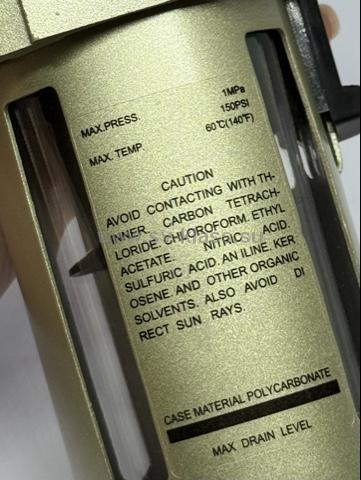 MAX.PRESS 1MPa
150PSI
MAX. TEMP 60℃(140℉)
CAUTION
AVOID CONTACTING WITH TH-
INNER. CARBON TETRACH-
LORIDE. CHLOROFORM. ETHYL
ACETATE. NITRIC ACID.
SULFURIC ACID. AN ILINE. KER
OSENE AND OTHER ORGANIC
SOLVENTS. ALSO AVOID DI
RECT SUN RAYS
CASE MATERIAL POLYCARBONATE
MAX DRAIN LEVEL